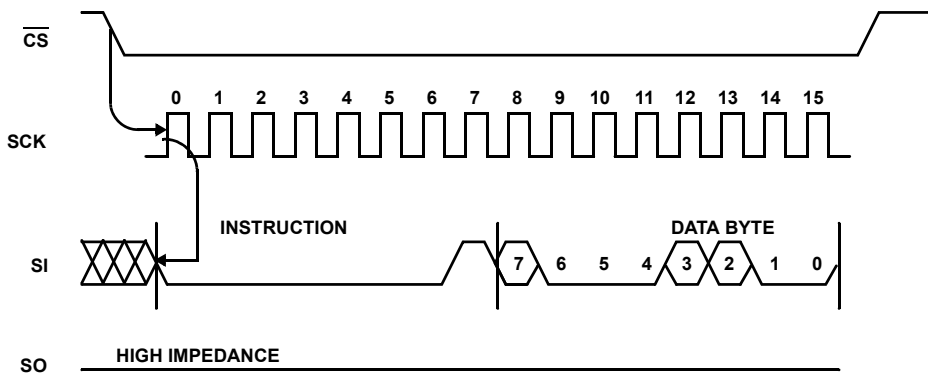 CS
0 1 2 3 4 5 6 7 8 9 10 11 12 13 14 15
SCK
INSTRUCTION DATA BYTE
SI 7 6 5 4 3 2 1 0
HIGH IMPEDANCE
SO